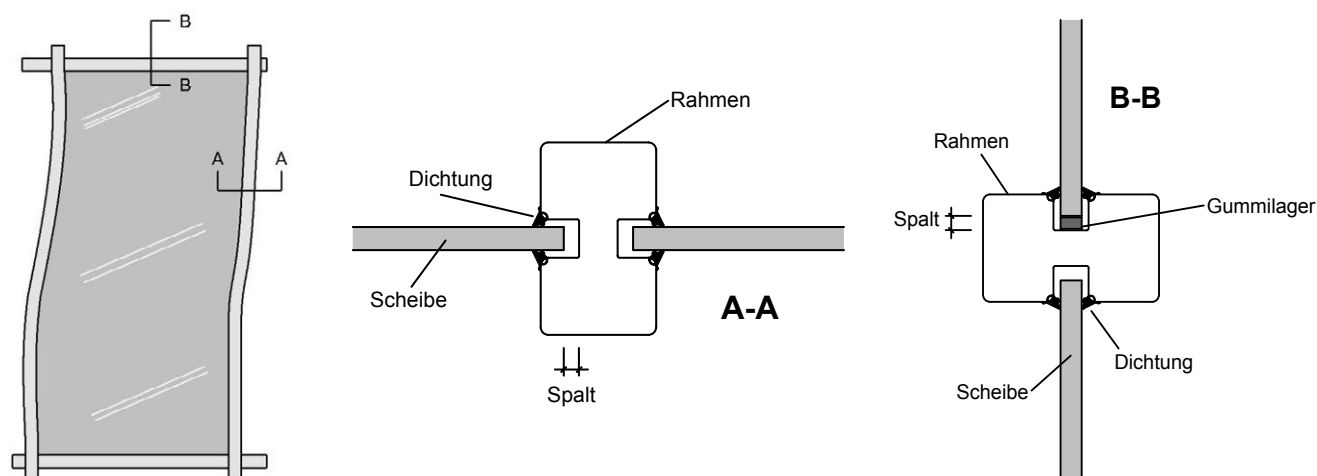 B
B
A
A
Rahmen
Dichtung
Scheibe
A-A
Spalt
B-B
Rahmen
Spalt
Gummilager
Dichtung
Scheibe